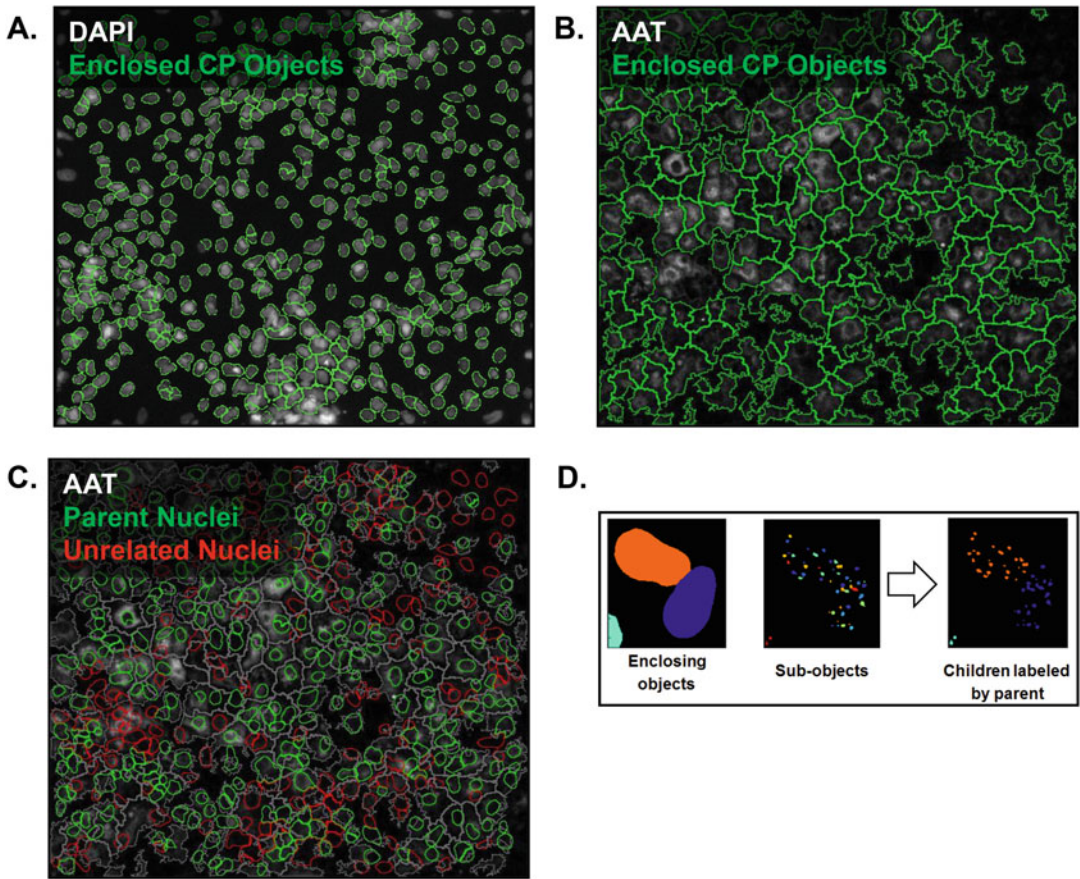 A.
DAPI
Enclosed CP Objects
B.
AAT
Enclosed CP Objects
C.
AAT
Parent Nuclei
Unrelated Nuclei
D.
Enclosing
objects
Sub-objects
Children labeled
by parent